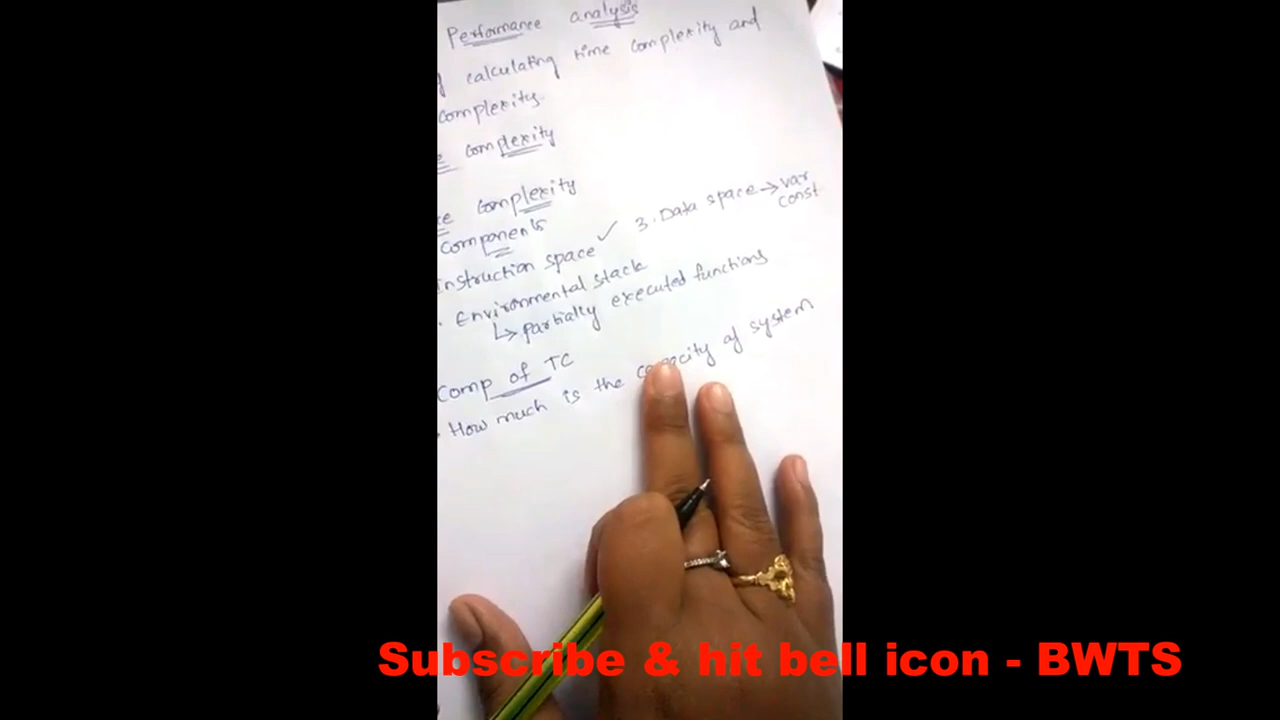 Performance analysis
calculating time complexity and
complexity.
complexity
complexity
components
Instruction space ✓ 3. Data space → var
const
Environmental stack
↳ partially executed functions
Comp of TC
. How much is the capacity of system
Subscribe & hit bell icon - BWTS